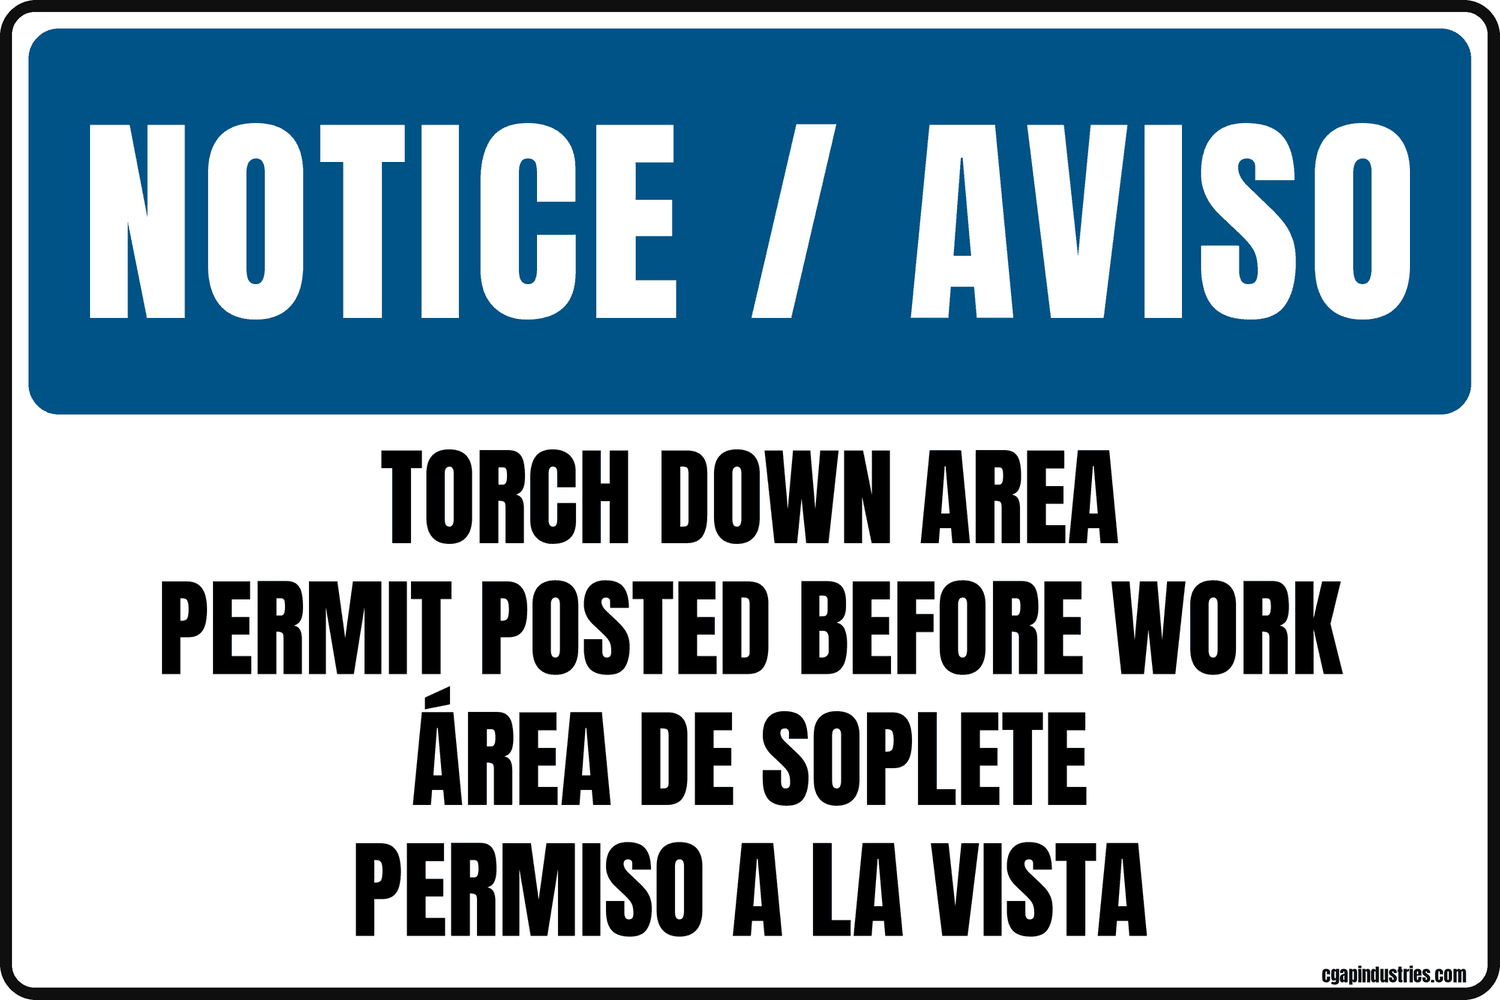 NOTICE / AVISO
TORCH DOWN AREA
PERMIT POSTED BEFORE WORK
ÁREA DE SOPLETE
PERMISO A LA VISTA
cgapindustries.com